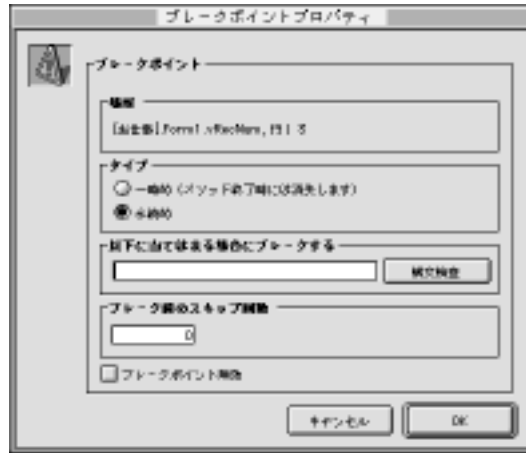 ブレークポイントプロパティ
ブレークポイント
場所
.Form1.vRecNum, 行: 3
タイプ
一時的 (メソッド終了時には消失します)
永続的
以下に当てはまる場合にブレークする
構文検査
ブレーク前のスキップ回数
0
ブレークポイント無効
キャンセル
OK